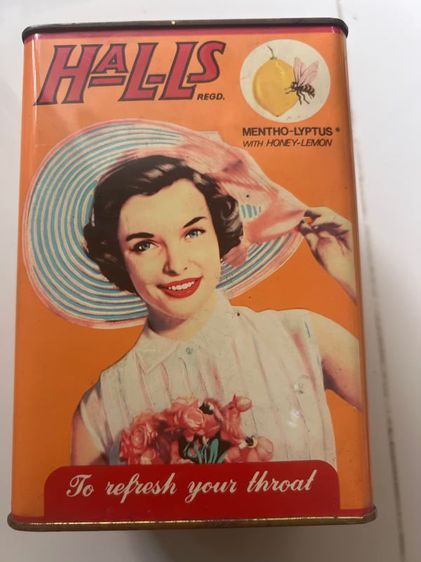 HALLS
REGD.
MENTHO-LYPTUS*
WITH HONEY-LEMON
To refresh your throat